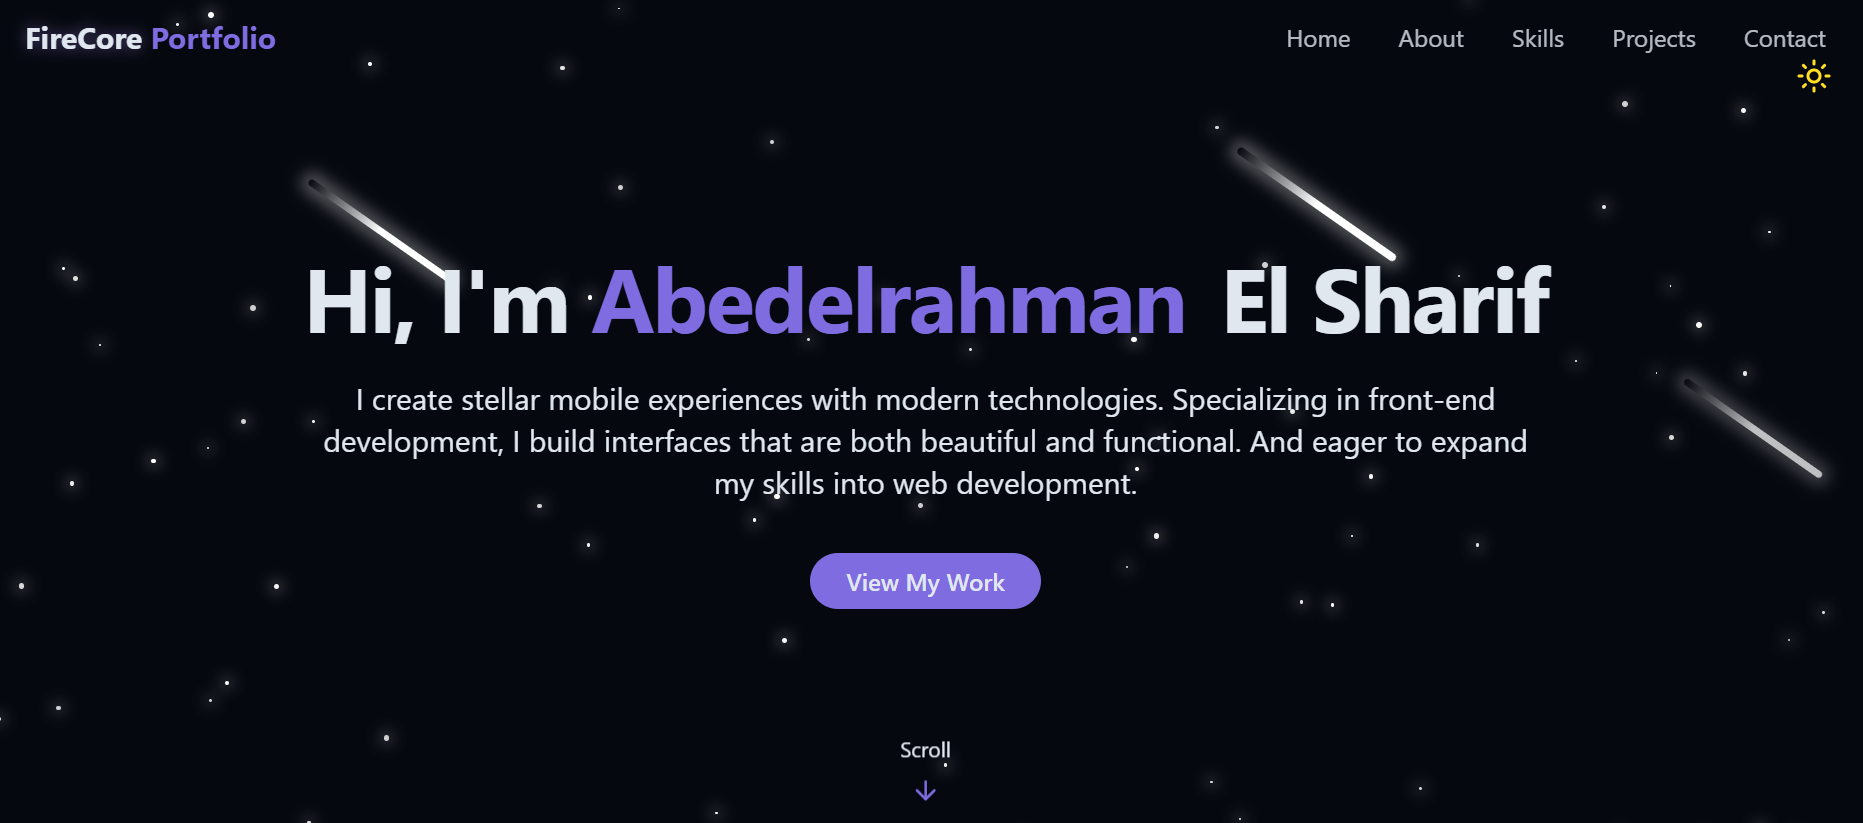 FireCore Portfolio
Home About Skills Projects Contact
Hi, I'm Abedelrahman El Sharif
I create stellar mobile experiences with modern technologies. Specializing in front-end
development, I build interfaces that are both beautiful and functional. And eager to expand
my skills into web development.
View My Work
Scroll